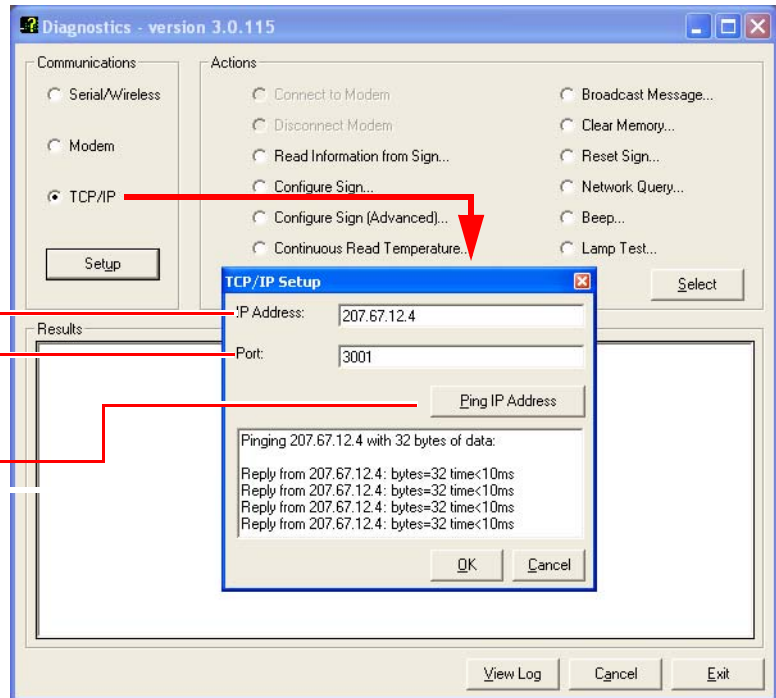 Diagnostics - version 3.0.115
Communications
Serial/Wireless
Modem
TCP/IP
Setup
Actions
Connect to Modem
Disconnect Modem
Read Information from Sign...
Configure Sign...
Configure Sign (Advanced)...
Continuous Read Temperature...
Broadcast Message...
Clear Memory...
Reset Sign...
Network Query...
Beep...
Lamp Test...
Select
Results
TCP/IP Setup
IP Address:
207.67.12.4
Port:
3001
Ping IP Address
Pinging 207.67.12.4 with 32 bytes of data:
Reply from 207.67.12.4: bytes=32 time<10ms
Reply from 207.67.12.4: bytes=32 time<10ms
Reply from 207.67.12.4: bytes=32 time<10ms
Reply from 207.67.12.4: bytes=32 time<10ms
OK
Cancel
View Log
Cancel
Exit